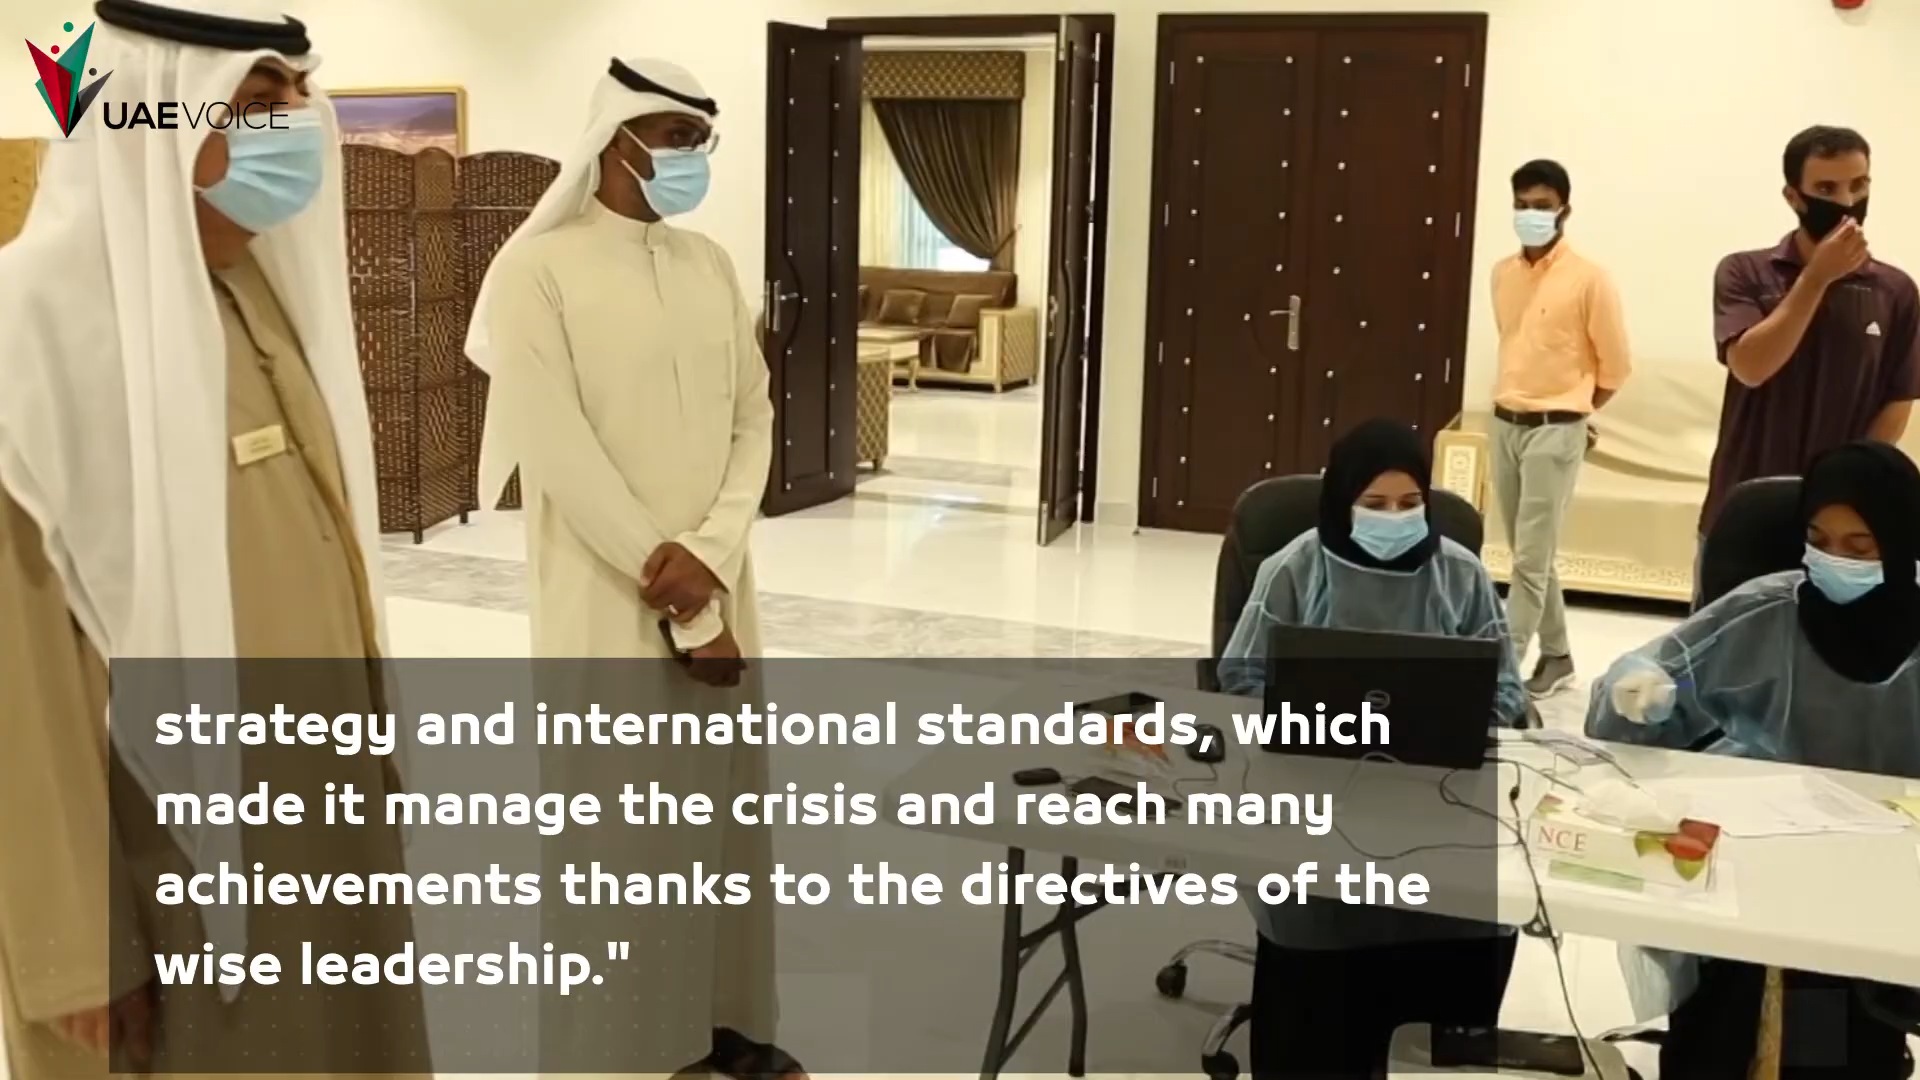 UAEVOICE
strategy and international standards, which
made it manage the crisis and reach many
achievements thanks to the directives of the
wise leadership."
DELL
NCE